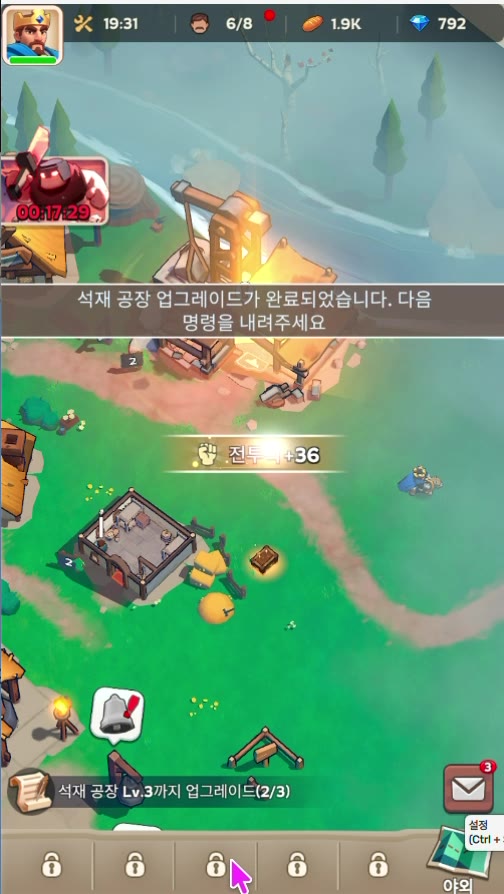 19:31 6/8 1.9K 792
00:17:29
석재 공장 업그레이드가 완료되었습니다. 다음
명령을 내려주세요
2
+36
2
3
석재 공장 Lv.3까지 업그레이드(2/3)
설정
(Ctrl +
야외